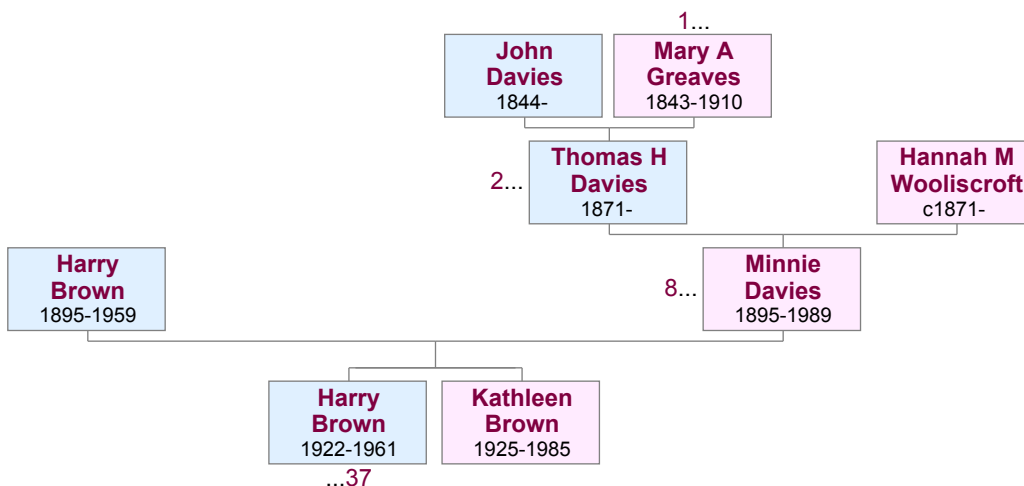 1...
John
Davies
1844-
Mary A
Greaves
1843-1910
2...
Thomas H
Davies
1871-
Hannah M
Wooliscroft
c1871-
Harry
Brown
1895-1959
8...
Minnie
Davies
1895-1989
Harry
Brown
1922-1961
Kathleen
Brown
1925-1985
...37